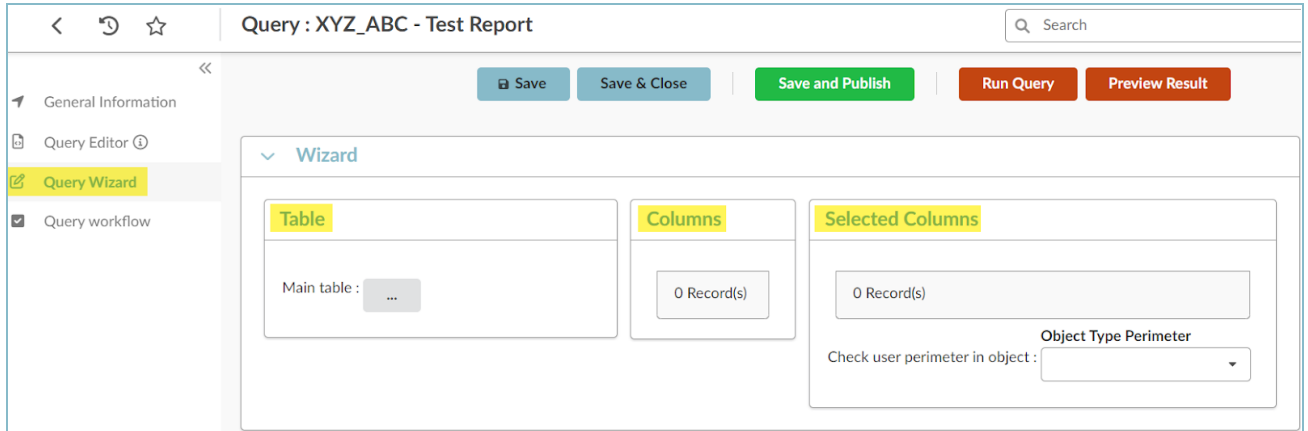 Query : XYZ_ABC - Test Report
Search
General Information
Query Editor
Query Wizard
Query workflow
Save
Save & Close
Save and Publish
Run Query
Preview Result
Wizard
Table
Main table : ...
Columns
0 Record(s)
Selected Columns
0 Record(s)
Object Type Perimeter
Check user perimeter in object :